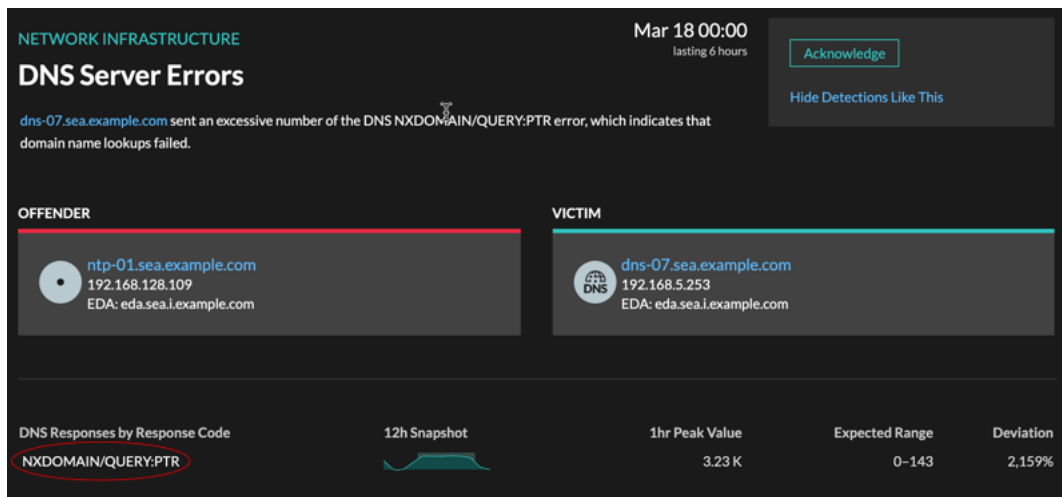 NETWORK INFRASTRUCTURE
Mar 18 00:00
lasting 6 hours
Acknowledge
Hide Detections Like This
DNS Server Errors
dns-07.sea.example.com sent an excessive number of the DNS NXDOMAIN/QUERY:PTR error, which indicates that
domain name lookups failed.
OFFENDER
ntp-01.sea.example.com
192.168.128.109
EDA: eda.sea.i.example.com
VICTIM
DNS
dns-07.sea.example.com
192.168.5.253
EDA: eda.sea.i.example.com
DNS Responses by Response Code 12h Snapshot 1hr Peak Value Expected Range Deviation
NXDOMAIN/QUERY:PTR 3.23 K 0–143 2,159%